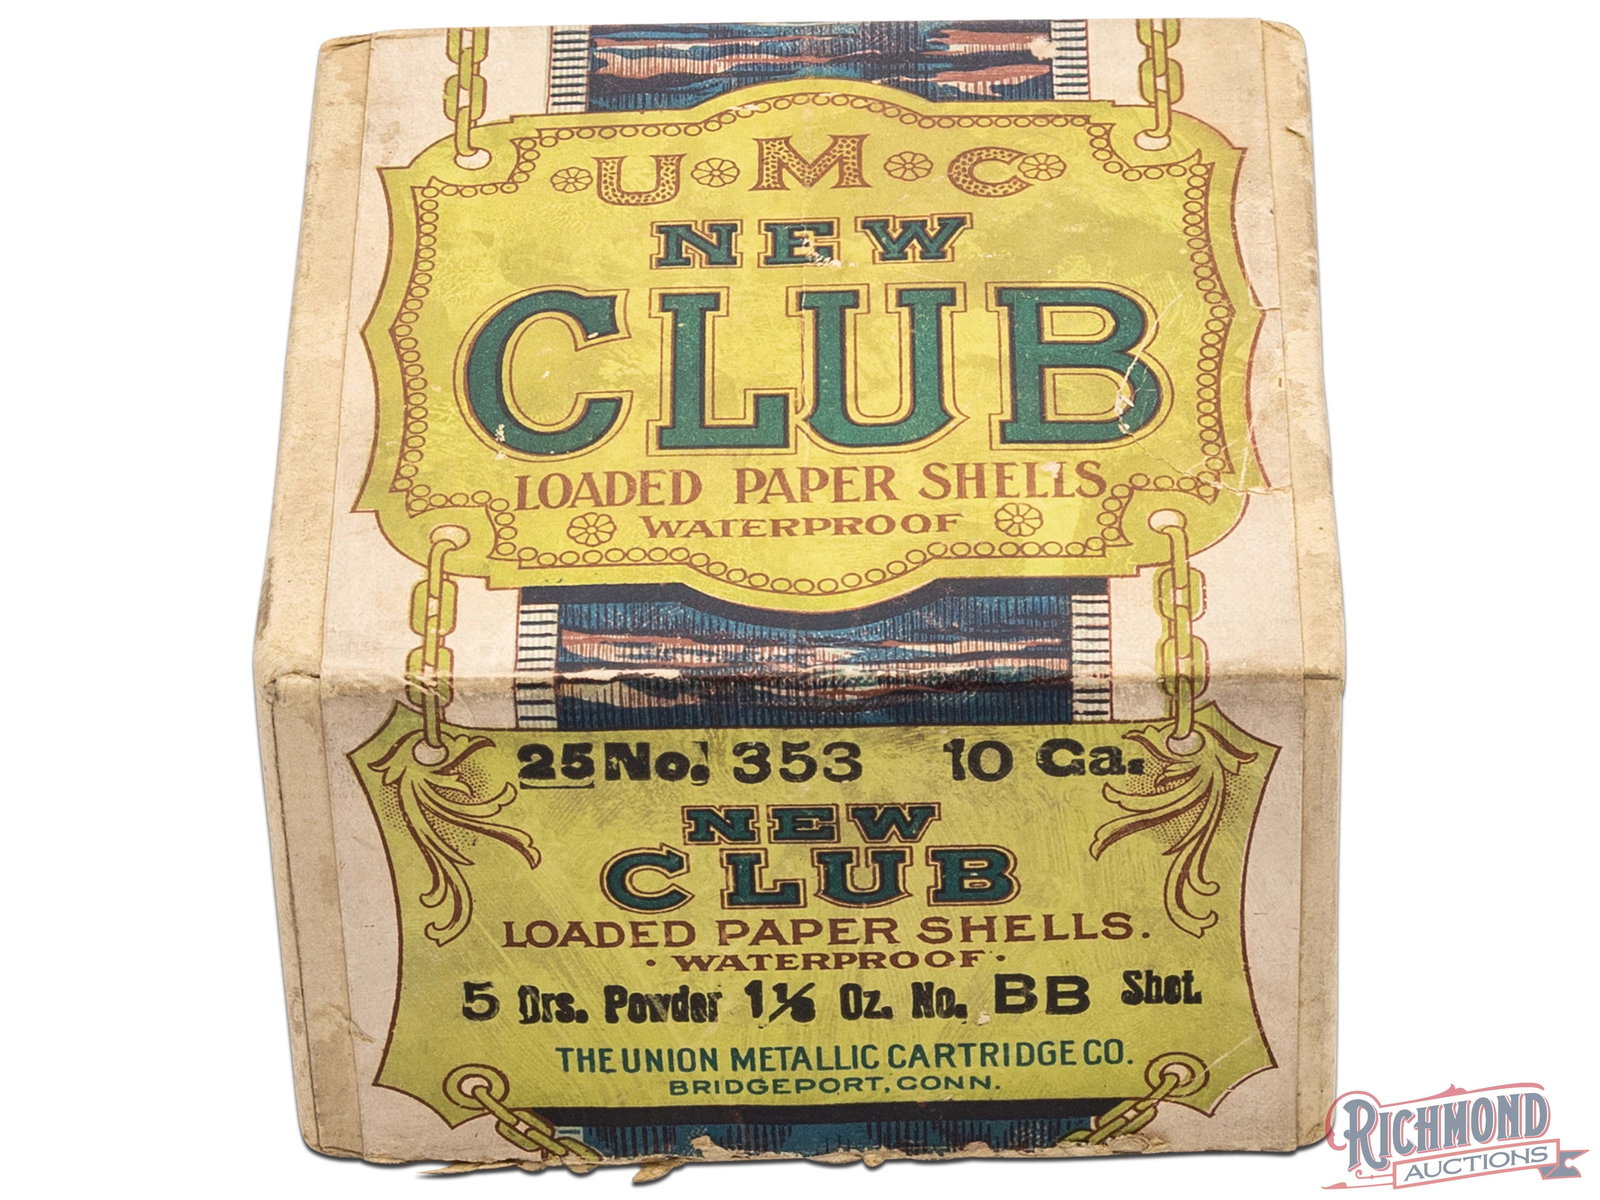 U M C
NEW
CLUB
LOADED PAPER SHELLS
WATERPROOF
25 No. 353 10 Ga.
NEW
CLUB
LOADED PAPER SHELLS.
• WATERPROOF •
5 Drs. Powder 1⅛ Oz. No. BB Shot.
THE UNION METALLIC CARTRIDGE CO.
BRIDGEPORT, CONN.
RICHMOND
AUCTIONS